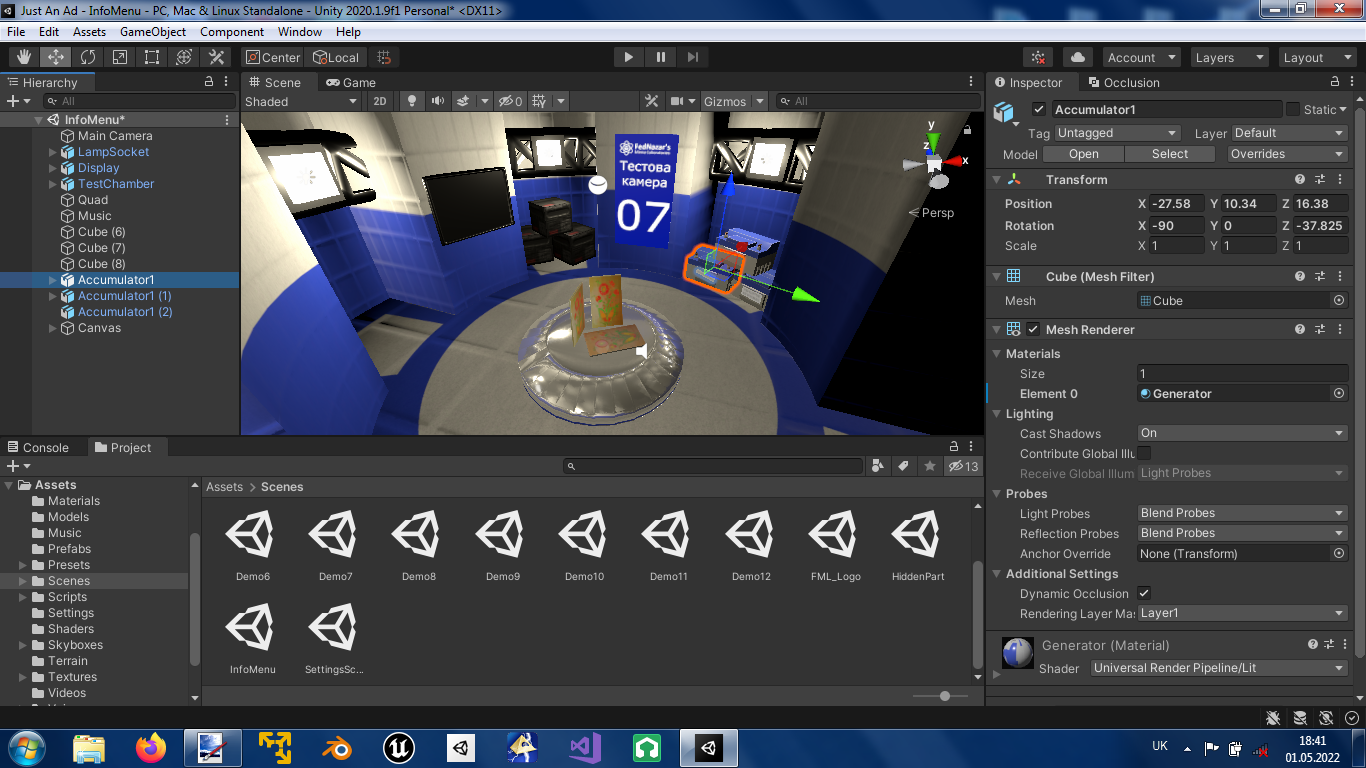 Just An Ad - InfoMenu - PC, Mac & Linux Standalone - Unity 2020.1.9f1 Personal* <DX11>
File Edit Assets GameObject Component Window Help
Center Local Account Layers Layout
Hierarchy
All
InfoMenu*
Main Camera
LampSocket
Display
TestChamber
Quad
Music
Cube (6)
Cube (7)
Cube (8)
Accumulator1
Accumulator1 (1)
Accumulator1 (2)
Canvas
Scene Game
Shaded 2D 0 Gizmos All
FedNazar's
Тестова
камера
07
y
z
x
Persp
Inspector Occlusion
Accumulator1 Static
Tag Untagged Layer Default
Model Open Select Overrides
Transform
Position X -27.58 Y 10.34 Z 16.38
Rotation X -90 Y 0 Z -37.825
Scale X 1 Y 1 Z 1
Cube (Mesh Filter)
Mesh Cube
Mesh Renderer
Materials
Size 1
Element 0 Generator
Lighting
Cast Shadows On
Contribute Global Illu
Receive Global Illum Light Probes
Probes
Light Probes Blend Probes
Reflection Probes Blend Probes
Anchor Override None (Transform)
Additional Settings
Dynamic Occlusion
Rendering Layer Mas Layer1
Generator (Material)
Shader Universal Render Pipeline/Lit
Console Project
13
Assets
Materials
Models
Music
Prefabs
Presets
Scenes
Scripts
Settings
Shaders
Skyboxes
Terrain
Textures
Videos
Assets Scenes
Demo6 Demo7 Demo8 Demo9 Demo10 Demo11 Demo12 FML_Logo HiddenPart
InfoMenu SettingsSc...
UK
18:41
01.05.2022